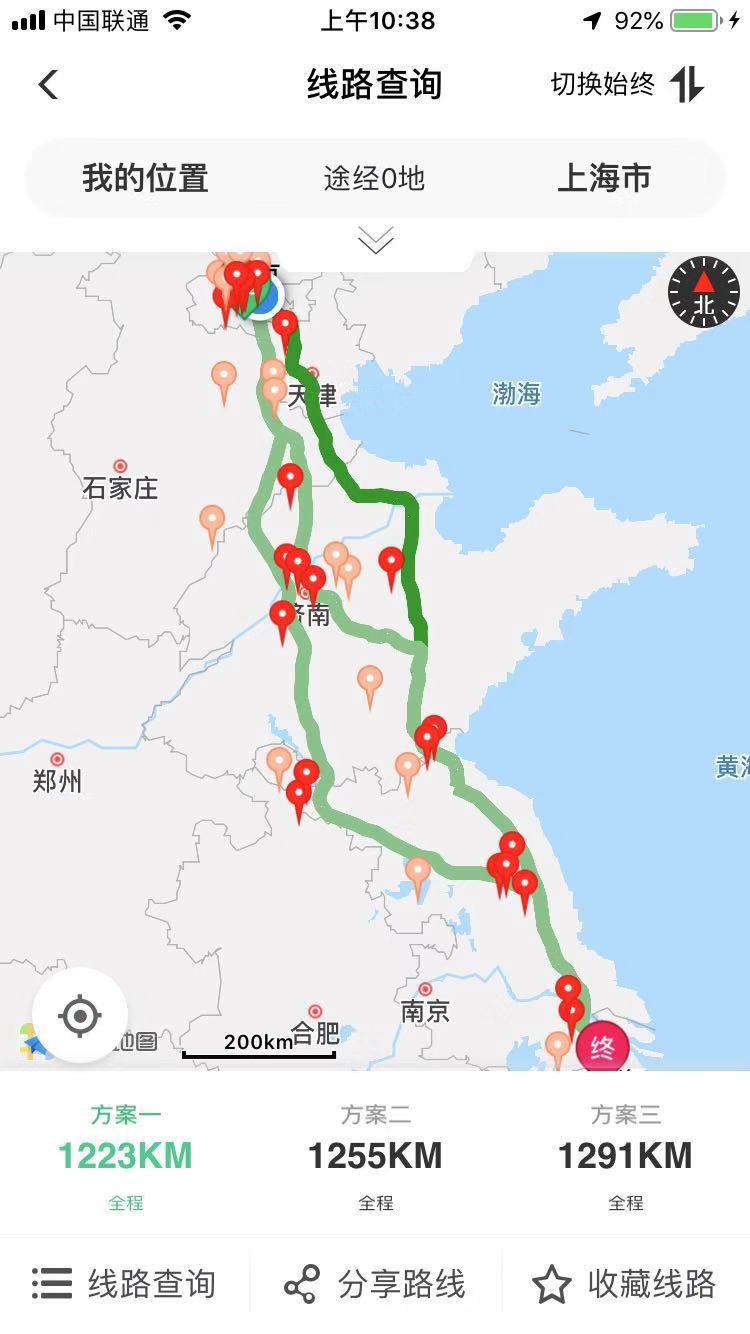 中国联通
上午10:38
92%
线路查询
切换始终
我的位置
途经0地
上海市
北
天津
渤海
石家庄
济南
郑州
黄海
南京
合肥
地图
200km
终
方案一
方案二
方案三
1223KM
1255KM
1291KM
全程
全程
全程
线路查询
分享路线
收藏线路